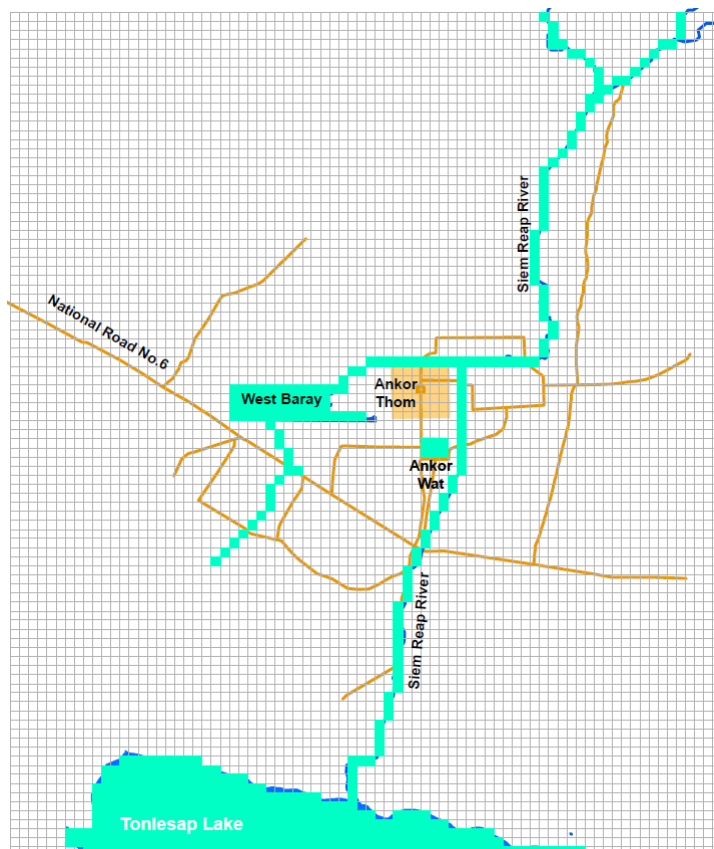 Siem Reap River
National Road No.6
Ankor
Thom
West Baray
Ankor
Wat
Siem Reap River
Tonlesap Lake